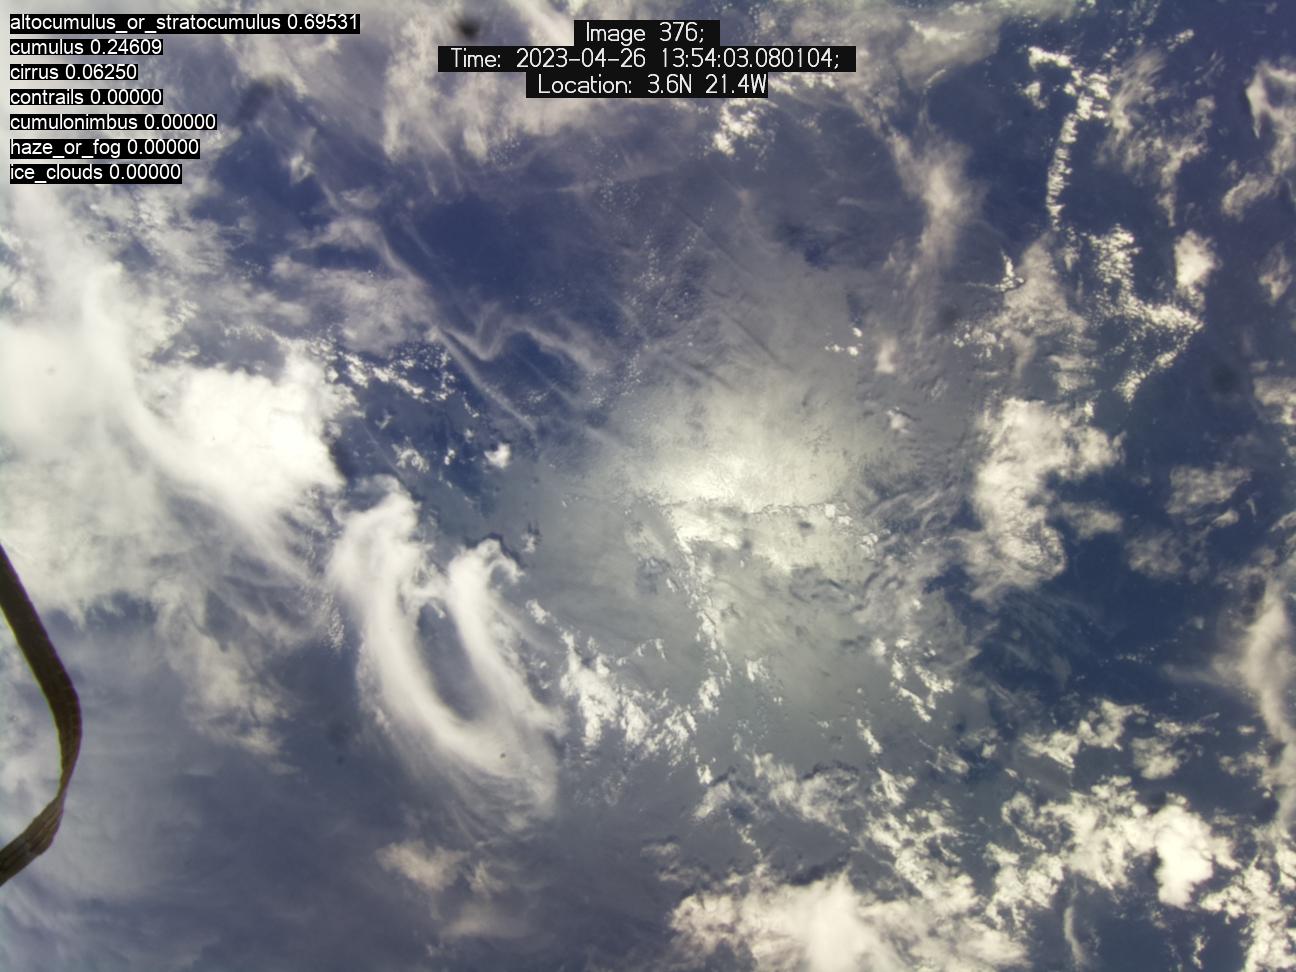 altocumulus_or_stratocumulus 0.69531
cumulus 0.24609
cirrus 0.06250
contrails 0.00000
cumulonimbus 0.00000
haze_or_fog 0.00000
ice_clouds 0.00000
Image 376;
Time: 2023-04-26 13:54:03.080104;
Location: 3.6N 21.4W